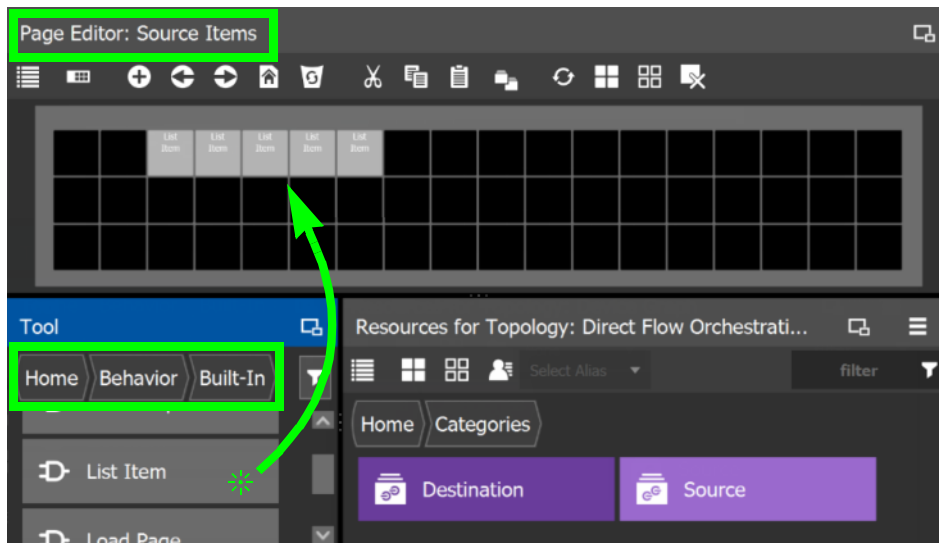 Page Editor: Source Items
List Item
List Item
List Item
List Item
List Item
Tool
Home Behavior Built-In
List Item
Load Page
Resources for Topology: Direct Flow Orchestrati...
Select Alias
filter
Home Categories
Destination
Source